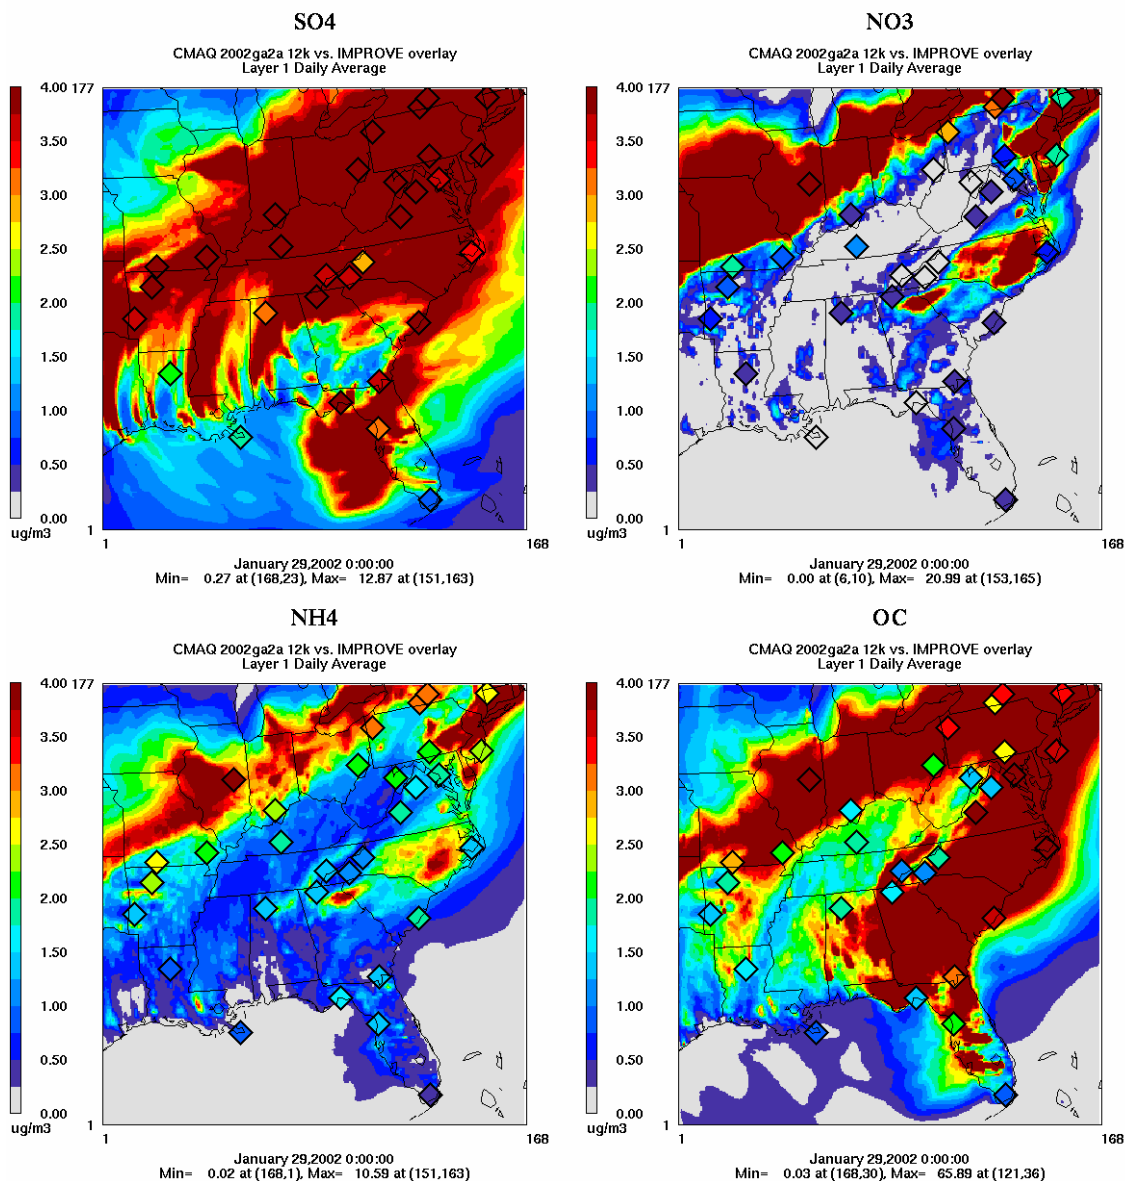 SO4
CMAQ 2002ga2a 12k vs. IMPROVE overlay
Layer 1 Daily Average
4.00 177
3.50
3.00
2.50
2.00
1.50
1.00
0.50
0.00
ug/m3
1
1
168
January 29,2002 0:00:00
Min= 0.27 at (168,23), Max= 12.87 at (151,163)
NO3
CMAQ 2002ga2a 12k vs. IMPROVE overlay
Layer 1 Daily Average
4.00 177
3.50
3.00
2.50
2.00
1.50
1.00
0.50
0.00
ug/m3
1
1
168
January 29,2002 0:00:00
Min= 0.00 at (6,10), Max= 20.99 at (153,165)
NH4
CMAQ 2002ga2a 12k vs. IMPROVE overlay
Layer 1 Daily Average
4.00 177
3.50
3.00
2.50
2.00
1.50
1.00
0.50
0.00
ug/m3
1
1
168
January 29,2002 0:00:00
Min= 0.02 at (168,1), Max= 10.59 at (151,163)
OC
CMAQ 2002ga2a 12k vs. IMPROVE overlay
Layer 1 Daily Average
4.00 177
3.50
3.00
2.50
2.00
1.50
1.00
0.50
0.00
ug/m3
1
1
168
January 29,2002 0:00:00
Min= 0.03 at (168,30), Max= 65.89 at (121,36)